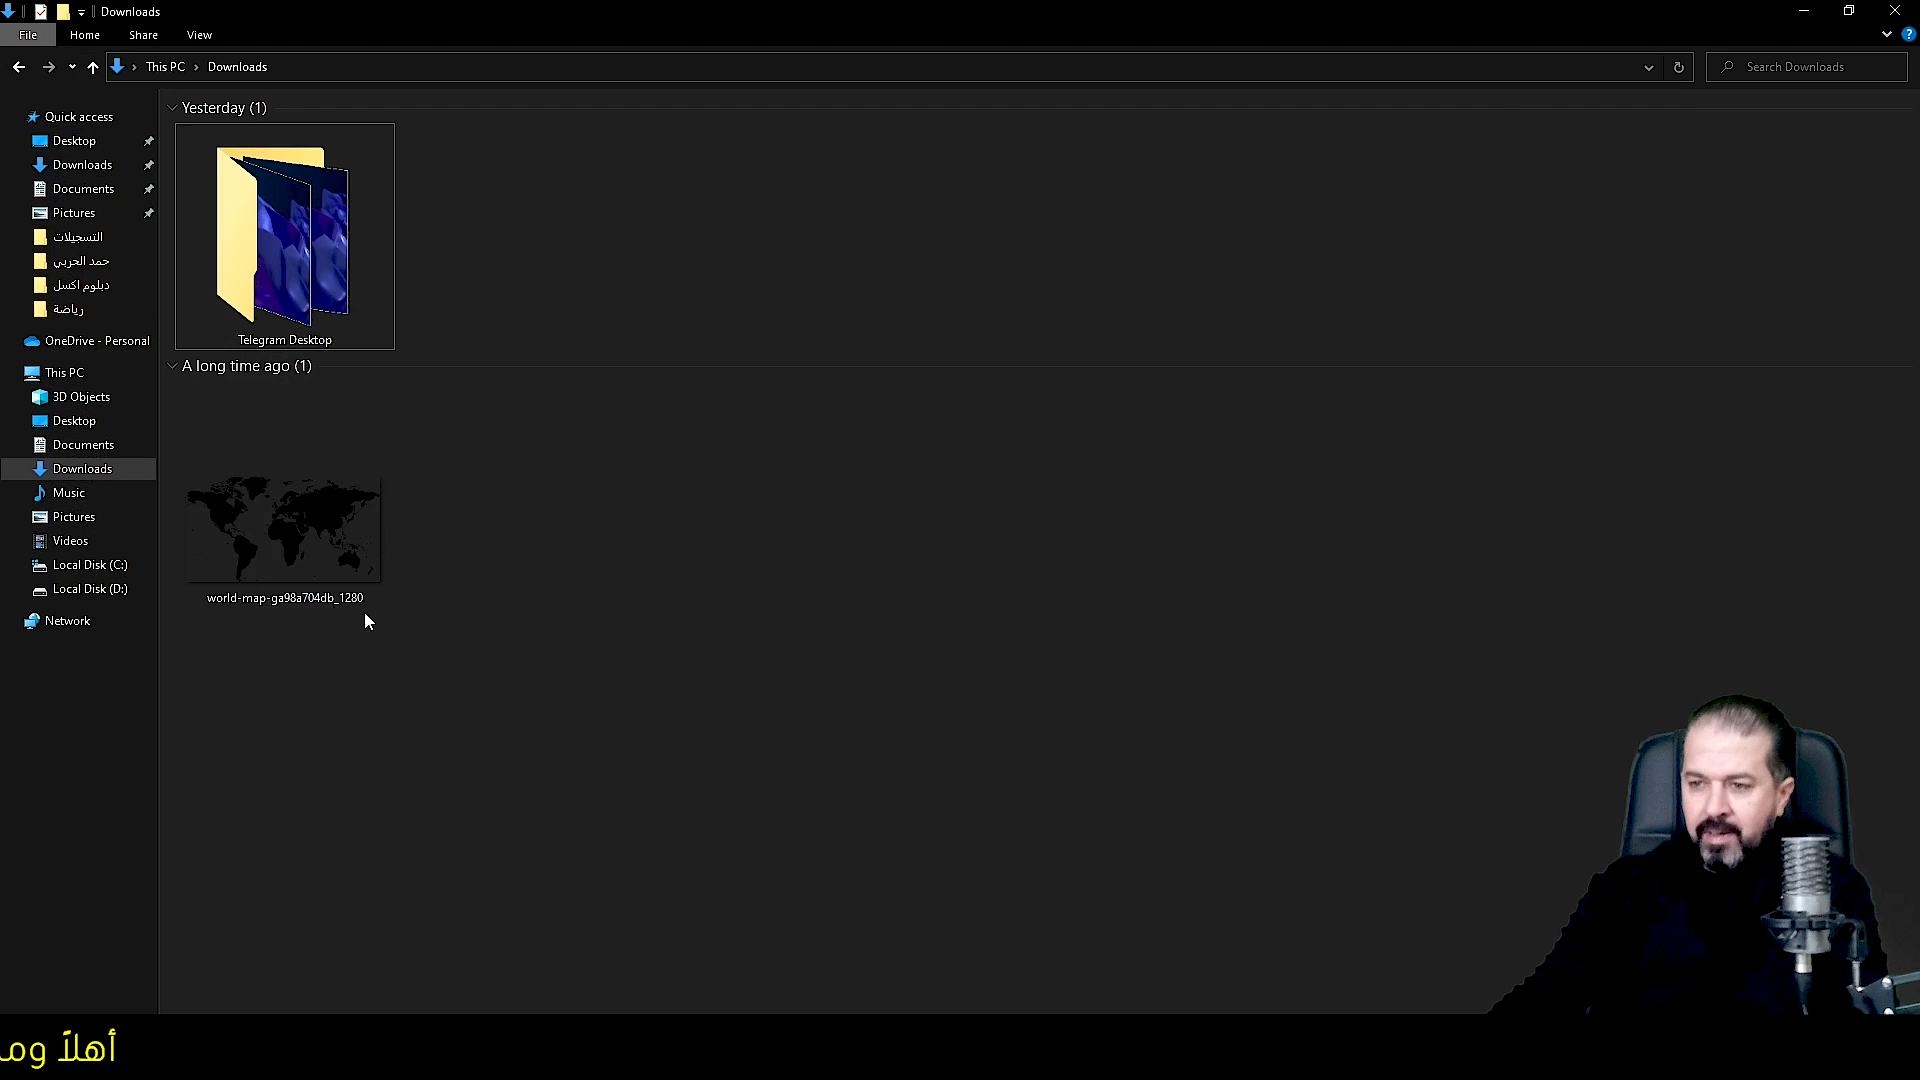 Downloads
File
Home
Share
View
This PC
Downloads
Search Downloads
Quick access
Desktop
Downloads
Documents
Pictures
التسجيلات
حمد الحربي
دبلوم اكسل
رياضة
OneDrive - Personal
This PC
3D Objects
Desktop
Documents
Downloads
Music
Pictures
Videos
Local Disk (C:)
Local Disk (D:)
Network
Yesterday (1)
Telegram Desktop
A long time ago (1)
world-map-ga98a704db_1280
أهلاً